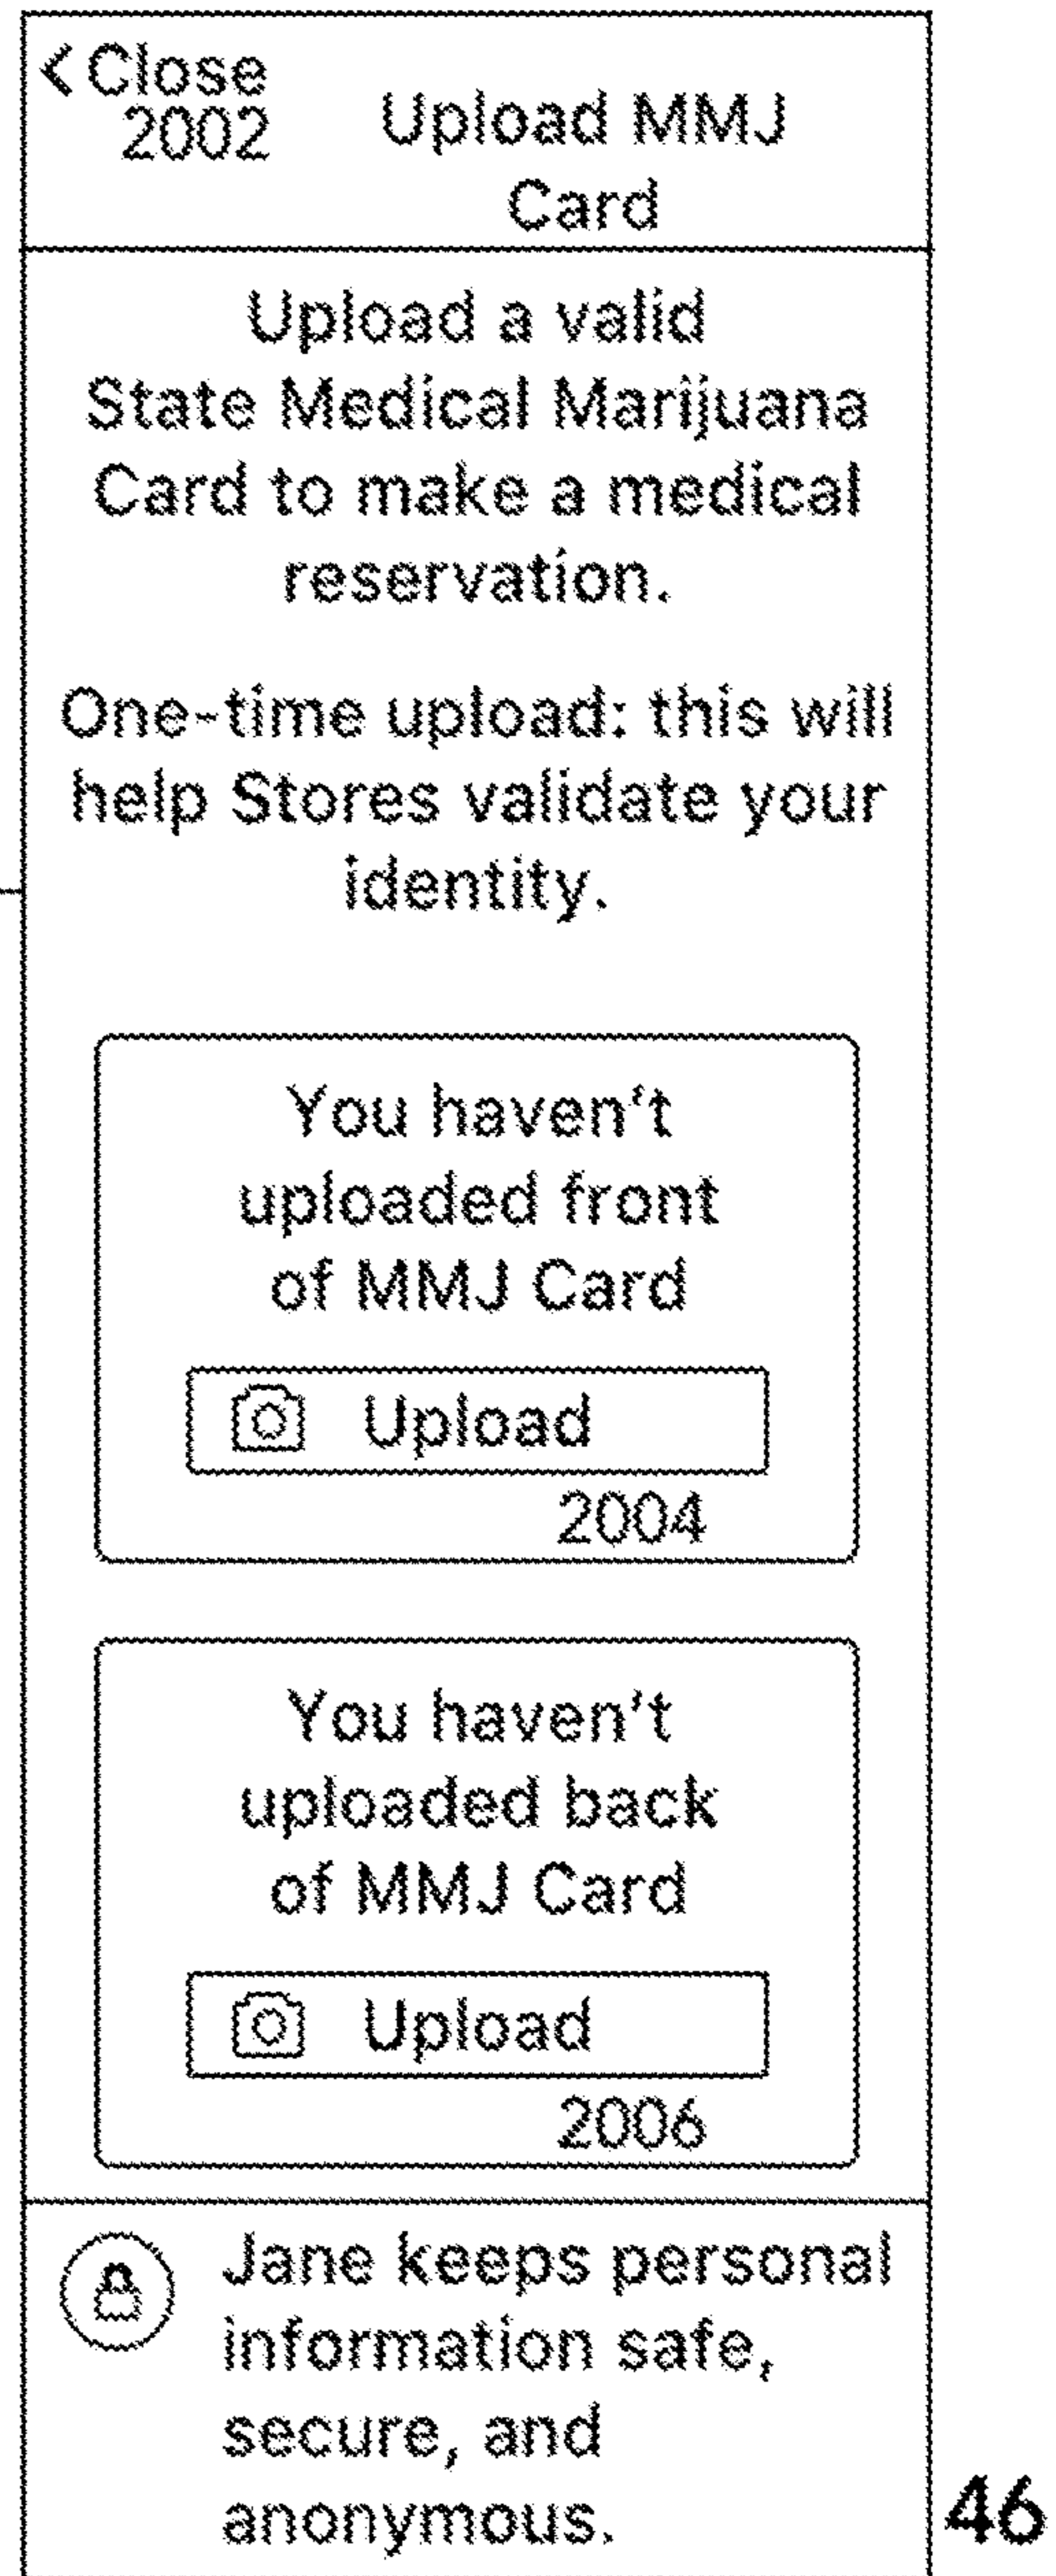 < Close
2002
Upload MMJ
Card
Upload a valid
State Medical Marijuana
Card to make a medical
reservation.
One-time upload: this will
help Stores validate your
identity.
You haven't
uploaded front
of MMJ Card
Upload
2004
You haven't
uploaded back
of MMJ Card
Upload
2006
Jane keeps personal
information safe,
secure, and
anonymous.
46